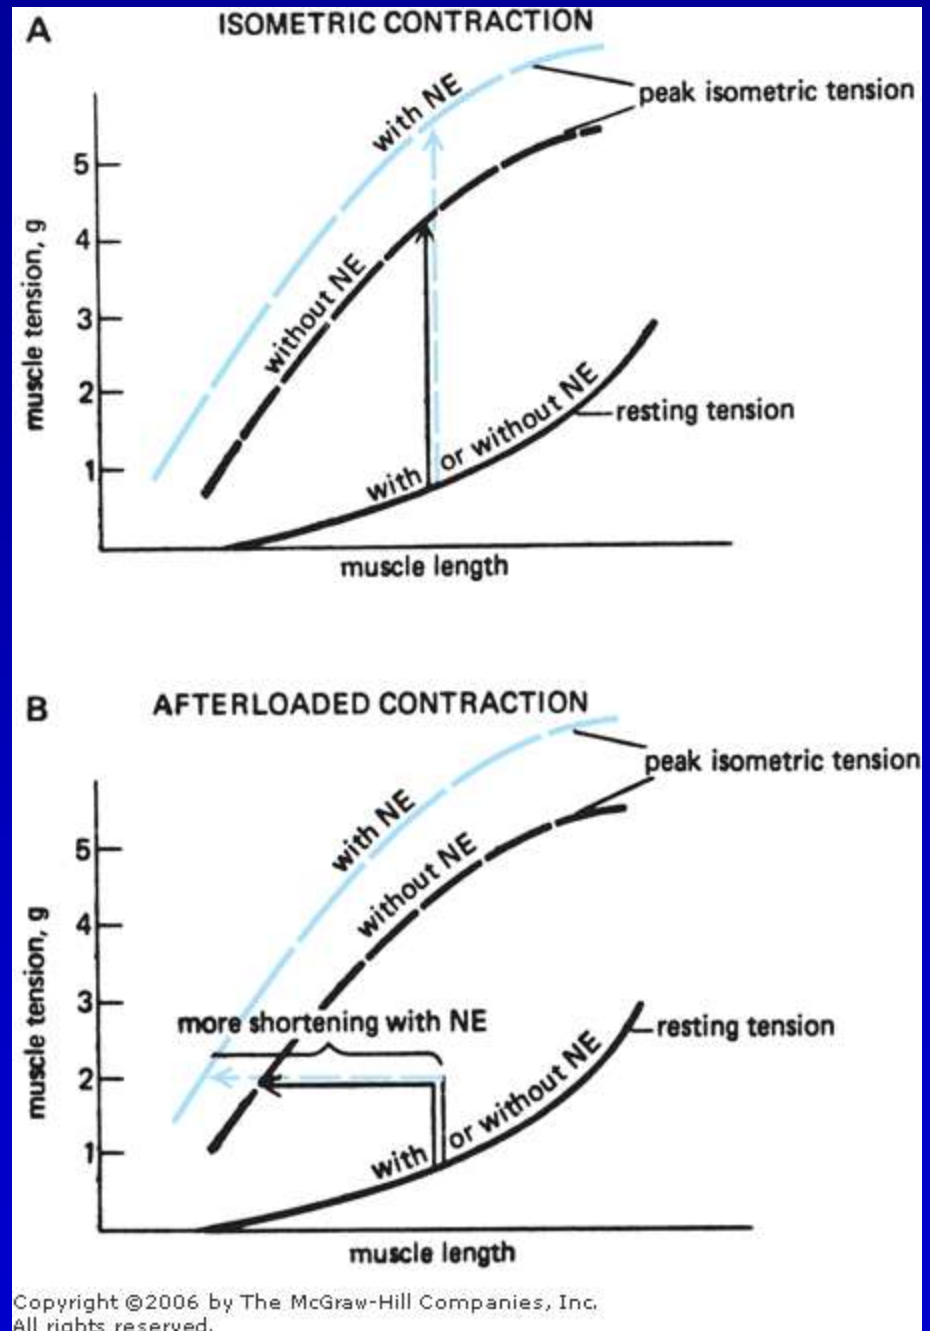 A
ISOMETRIC CONTRACTION
with NE
peak isometric tension
without NE
5
4
3
2
1
muscle tension, g
with or without NE
resting tension
muscle length
B
AFTERLOADED CONTRACTION
peak isometric tension
with NE
without NE
5
4
3
2
1
muscle tension, g
more shortening with NE
resting tension
with or without NE
muscle length
Copyright ©2006 by The McGraw-Hill Companies, Inc.
All rights reserved.